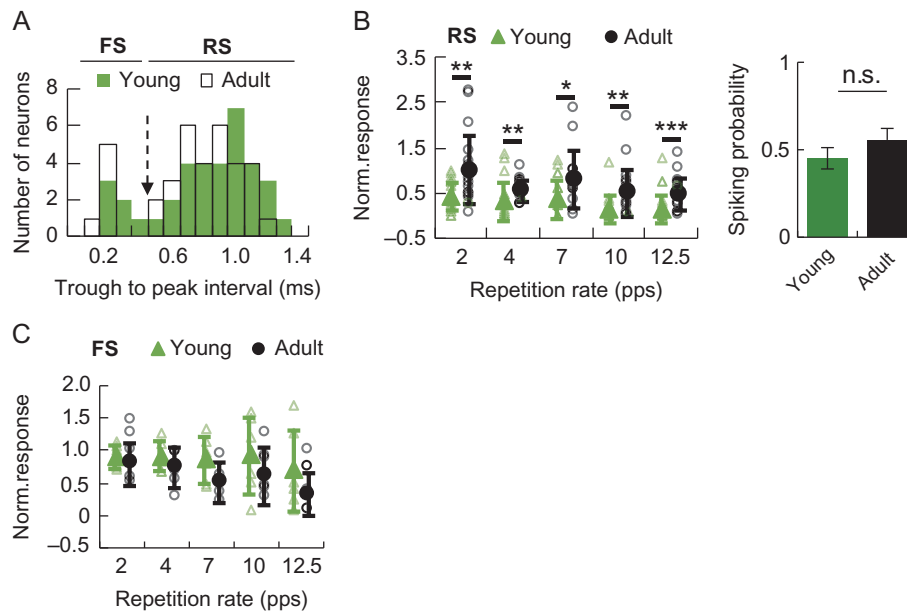 A
FS RS
Young Adult
Number of neurons
8
6
4
2
0
0.2 0.6 1.0 1.4
Trough to peak interval (ms)
B
RS Young Adult
Norm.response
3.5
2.5
1.5
0.5
–0.5
** ** * ** ***
2 4 7 10 12.5
Repetition rate (pps)
n.s.
Spiking probability
1
0.5
0
Young Adult
C
FS Young Adult
Norm.response
2.0
1.5
1.0
0.5
0
–0.5
2 4 7 10 12.5
Repetition rate (pps)